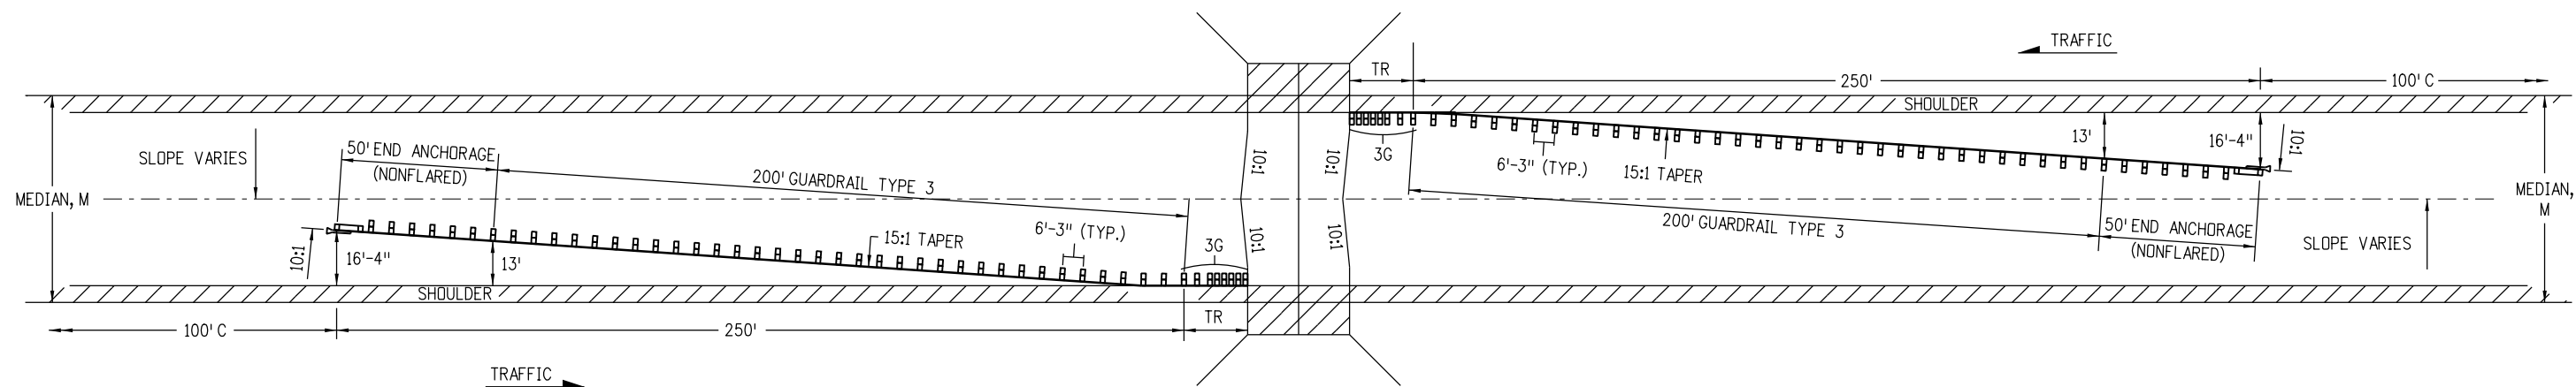 TRAFFIC
TR
250'
100' C
SHOULDER
13'
16'-4"
10:1
3G
6'-3" (TYP.)
15:1 TAPER
10:1
10:1
SLOPE VARIES
50' END ANCHORAGE
(NONFLARED)
200' GUARDRAIL TYPE 3
MEDIAN, M
MEDIAN,
M
200' GUARDRAIL TYPE 3
50' END ANCHORAGE
(NONFLARED)
SLOPE VARIES
10:1
16'-4"
13'
15:1 TAPER
6'-3" (TYP.)
3G
10:1
10:1
SHOULDER
100' C
250'
TR
TRAFFIC